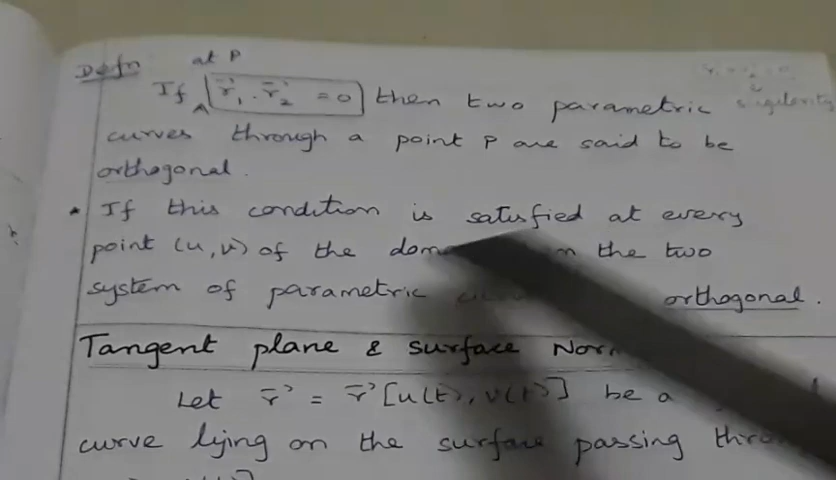 Defn at P
If r⃗₁ . r⃗₂ = 0 then two parametric
curves through a point P are said to be
orthogonal.
* If this condition is satisfied at every
point (u, v) of the the two
system of parametric orthogonal.
Tangent plane & surface
Let r⃗ = r⃗ [u(t), v(t)] be a
curve lying on the surface passing